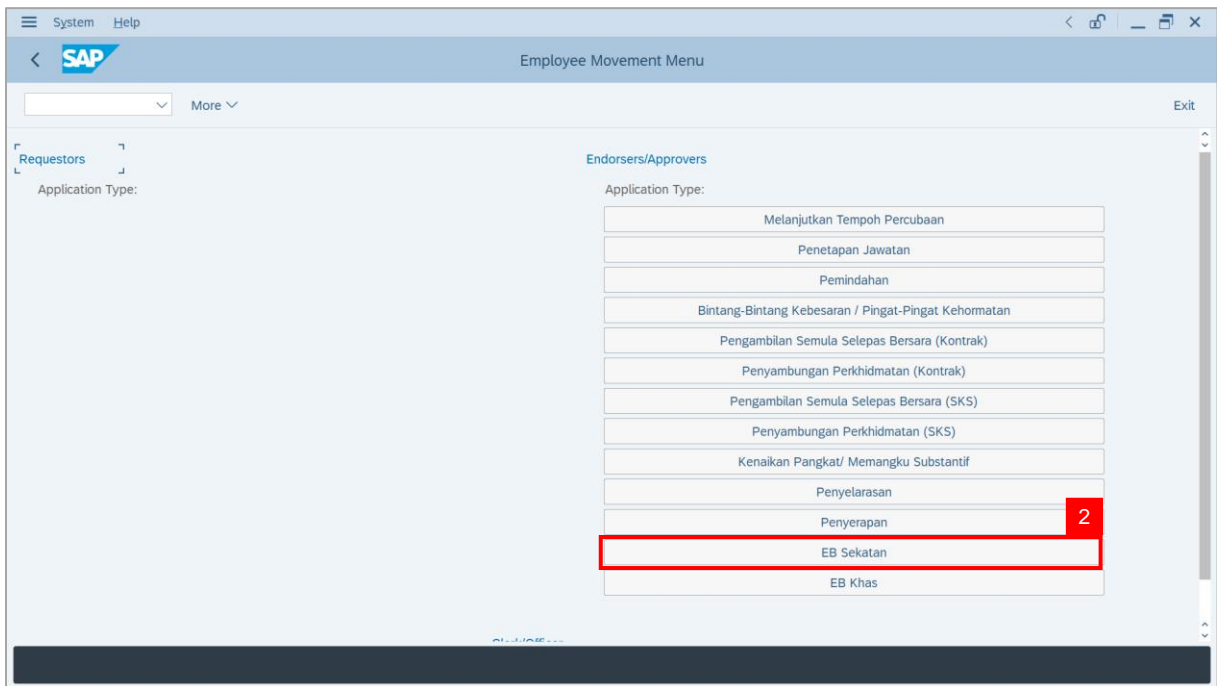 System Help
SAP
Employee Movement Menu
More
Exit
Requestors
Endorsers/Approvers
Application Type:
Application Type:
Melanjutkan Tempoh Percubaan
Penetapan Jawatan
Pemindahan
Bintang-Bintang Kebesaran / Pingat-Pingat Kehormatan
Pengambilan Semula Selepas Bersara (Kontrak)
Penyambungan Perkhidmatan (Kontrak)
Pengambilan Semula Selepas Bersara (SKS)
Penyambungan Perkhidmatan (SKS)
Kenaikan Pangkat/ Memangku Substantif
Penyelarasan
Penyerapan
2
EB Sekatan
EB Khas